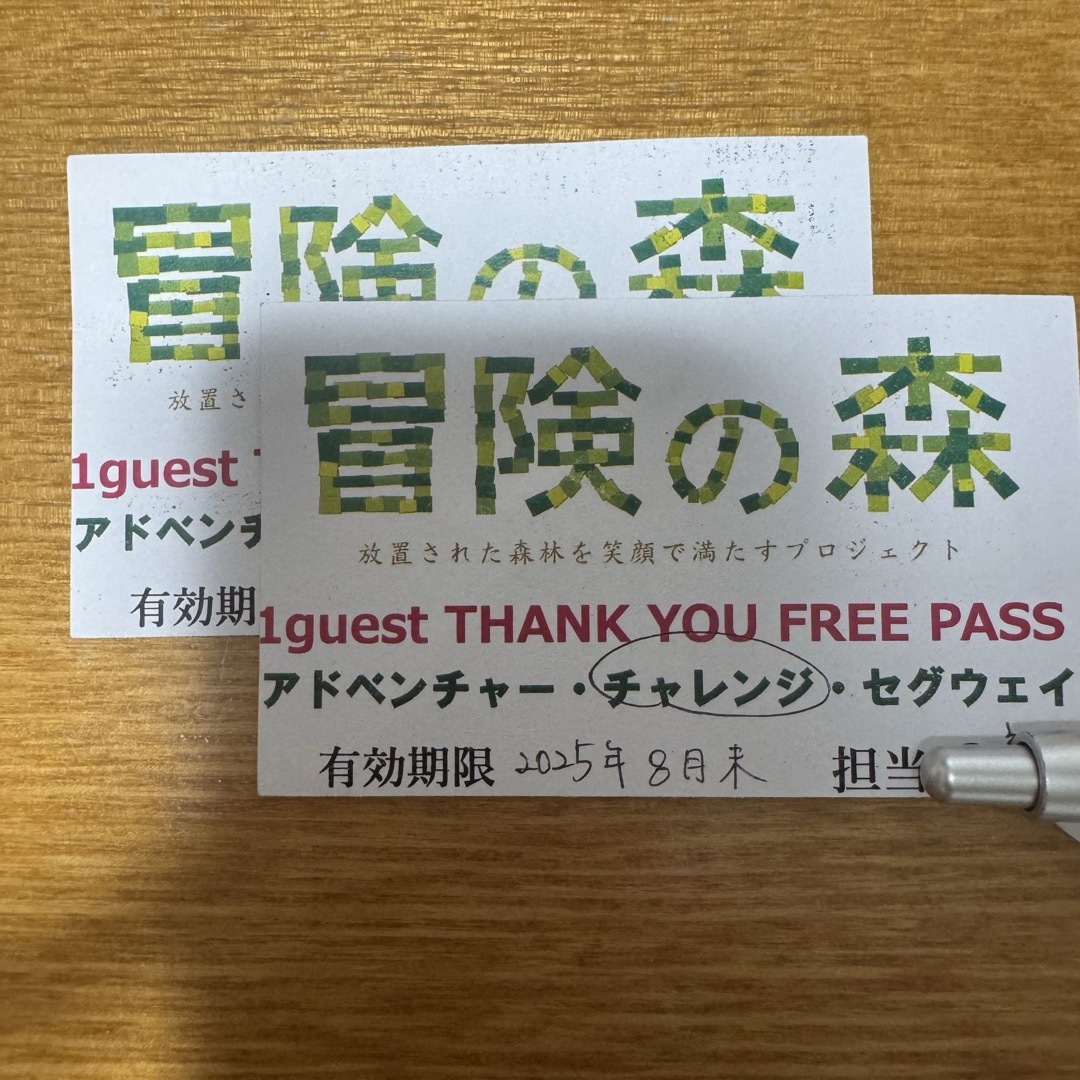 冒険の森
放置さ
1guest
アドベンチ
有効期
冒険の森
放置された森林を笑顔で満たすプロジェクト
1guest THANK YOU FREE PASS
アドベンチャー・チャレンジ・セグウェイ
有効期限 2025年8月末 担当